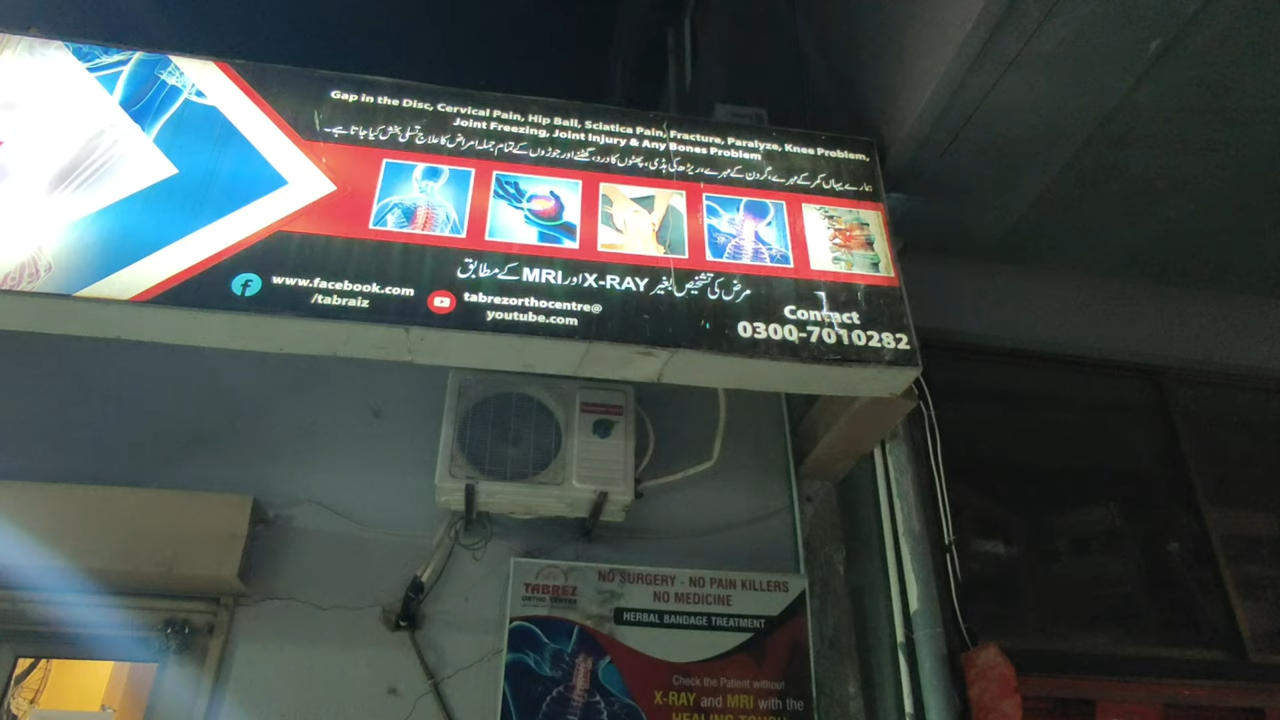 Gap in the Disc, Cervical Pain, Hip Ball, Sciatica Pain, Fracture, Paralyze, Knee Problem,
Joint Freezing, Joint Injury & Any Bones Problem
ہمارے یہاں کمر کے مہرے، گردن کے مہرے، ریڑھ کی ہڈی، پٹھوں کا درد، گھٹنے اور جوڑوں کے تمام جملہ امراض کا علاج تسلی بخش کیا جاتا ہے۔
مرض کی تشخیص بغیر X-RAY اور MRI کے مطابق
www.facebook.com
/tabraiz
tabrezorthocentre@
youtube.com
Contact
0300-7010282
TABREZ
ORTHO CENTRE
NO SURGERY - NO PAIN KILLERS
NO MEDICINE
HERBAL BANDAGE TREATMENT
Check the Patient without
X-RAY and MRI with the
HEALING TOUCH